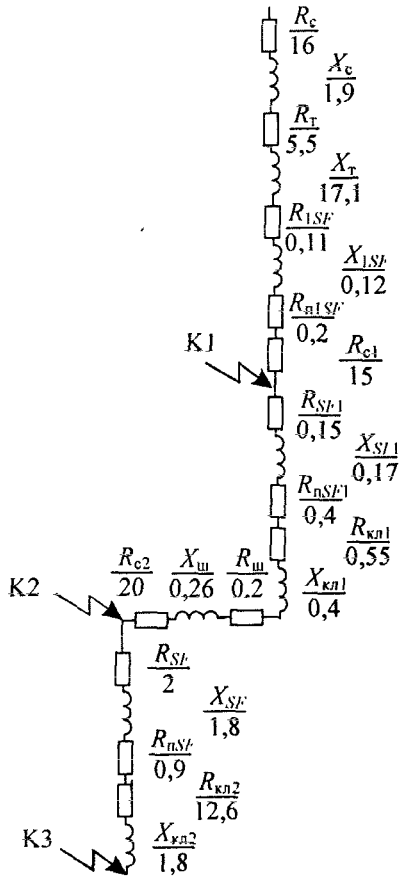 Rс
16
Xс
1,9
Rт
5,5
Xт
17,1
R1SF
0,11
X1SF
0,12
Rп1SF
0,2
K1
Rс1
15
RSF1
0,15
XSF1
0,17
RпSF1
0,4
Rкл1
0,55
Xкл1
0,4
Rс2
20
Xш
0,26
Rш
0.2
K2
RSF
2
XSF
1,8
RпSF
0,9
Rкл2
12,6
Xкл2
1,8
K3